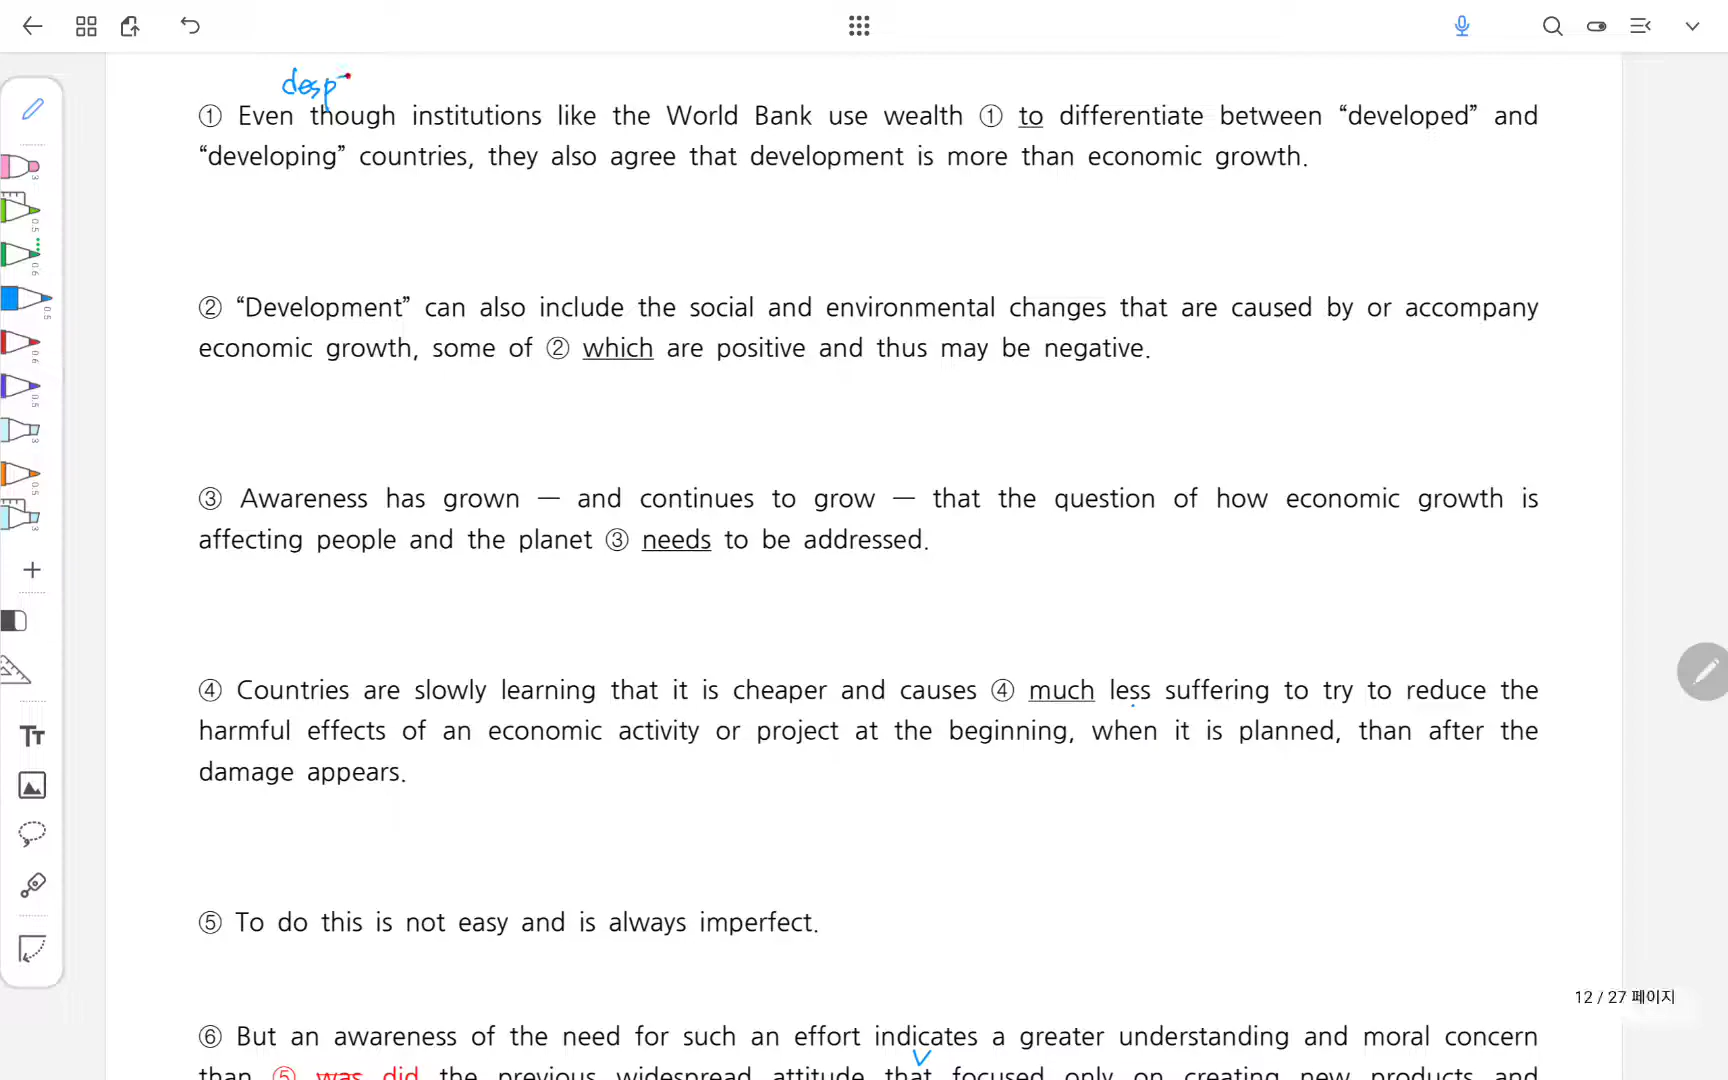 desp
① Even though institutions like the World Bank use wealth ① to differentiate between “developed” and
“developing” countries, they also agree that development is more than economic growth.
② “Development” can also include the social and environmental changes that are caused by or accompany
economic growth, some of ② which are positive and thus may be negative.
③ Awareness has grown — and continues to grow — that the question of how economic growth is
affecting people and the planet ③ needs to be addressed.
④ Countries are slowly learning that it is cheaper and causes ④ much less suffering to try to reduce the
harmful effects of an economic activity or project at the beginning, when it is planned, than after the
damage appears.
⑤ To do this is not easy and is always imperfect.
12 / 27 페이지
⑥ But an awareness of the need for such an effort indicates a greater understanding and moral concern
than ⑤ was did the previous widespread attitude that focused only on creating new products and